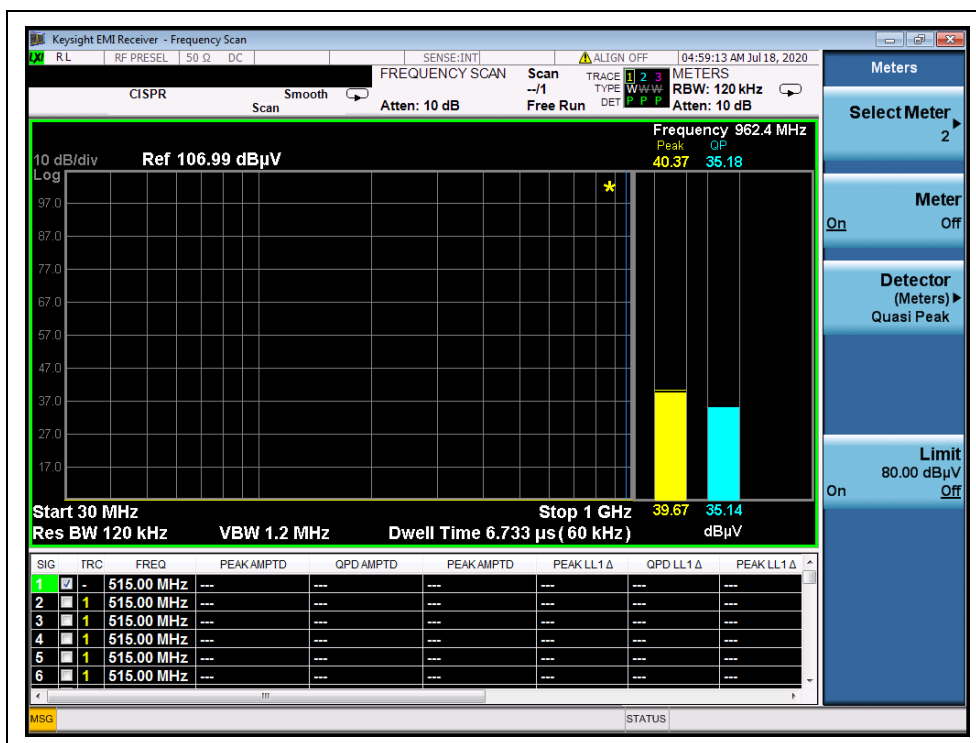 Keysight EMI Receiver - Frequency Scan
LXI RL RF PRESEL 50 Ω DC SENSE:INT ALIGN OFF 04:59:13 AM Jul 18, 2020
FREQUENCY SCAN Scan TRACE 1 2 3 METERS
CISPR Smooth --/1 TYPE W W W RBW: 120 kHz
Scan Atten: 10 dB Free Run DET P P P Atten: 10 dB
Frequency 962.4 MHz
Peak QP
10 dB/div Ref 106.99 dBµV 40.37 35.18
Log
*
97.0
87.0
77.0
67.0
57.0
47.0
37.0
27.0
17.0
Start 30 MHz Stop 1 GHz 39.67 35.14
Res BW 120 kHz VBW 1.2 MHz Dwell Time 6.733 µs (60 kHz) dBµV
SIG TRC FREQ PEAK AMPTD QPD AMPTD PEAK AMPTD PEAK LL1 Δ QPD LL1 Δ PEAK LL1 Δ
1 - 515.00 MHz --- --- --- --- --- ---
2 1 515.00 MHz --- --- --- --- --- ---
3 1 515.00 MHz --- --- --- --- --- ---
4 1 515.00 MHz --- --- --- --- --- ---
5 1 515.00 MHz --- --- --- --- --- ---
6 1 515.00 MHz --- --- --- --- --- ---
MSG STATUS
Meters
Select Meter
2
Meter
On Off
Detector
(Meters)
Quasi Peak
Limit
80.00 dBµV
On Off